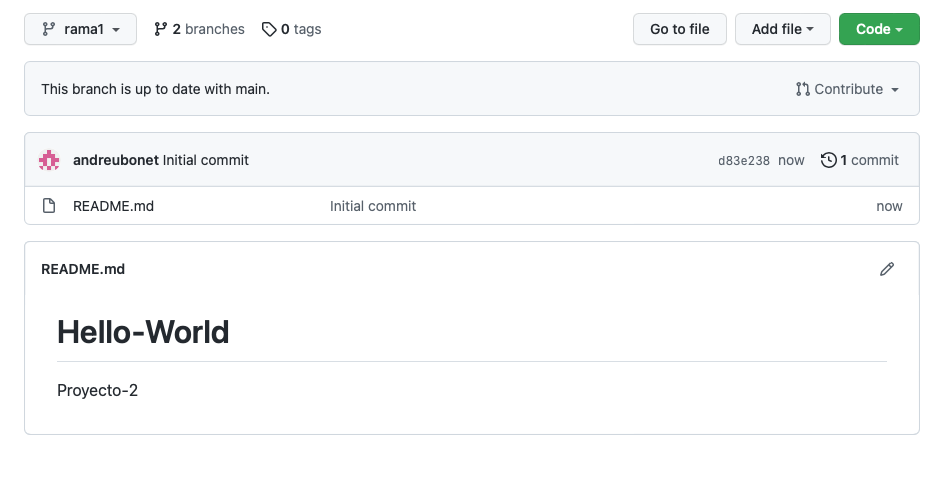 rama1 2 branches 0 tags Go to file Add file Code
This branch is up to date with main. Contribute
andreubonet Initial commit d83e238 now 1 commit
README.md Initial commit now
README.md
Hello-World
Proyecto-2